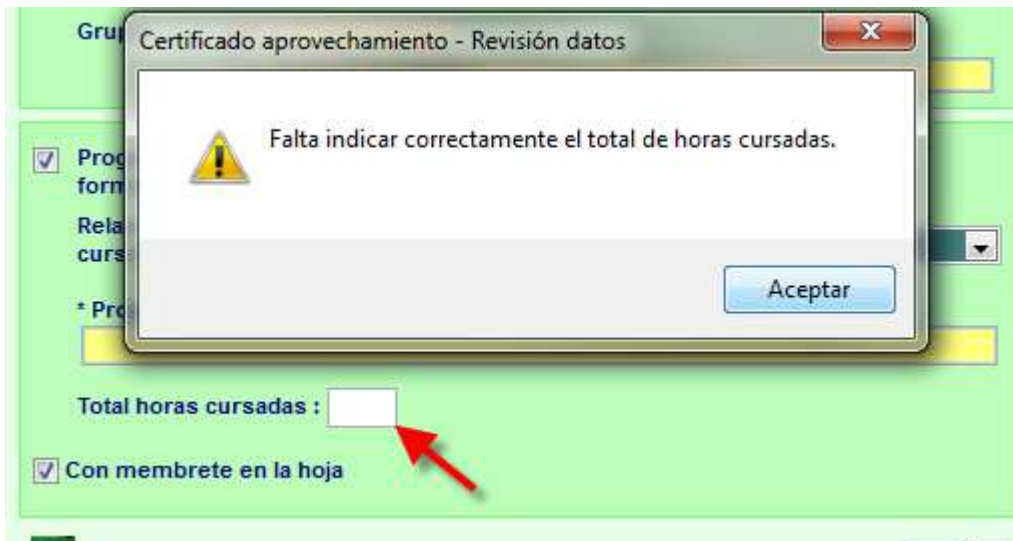 Certificado aprovechamiento - Revisión datos
Falta indicar correctamente el total de horas cursadas.
Aceptar
Total horas cursadas :
Con membrete en la hoja